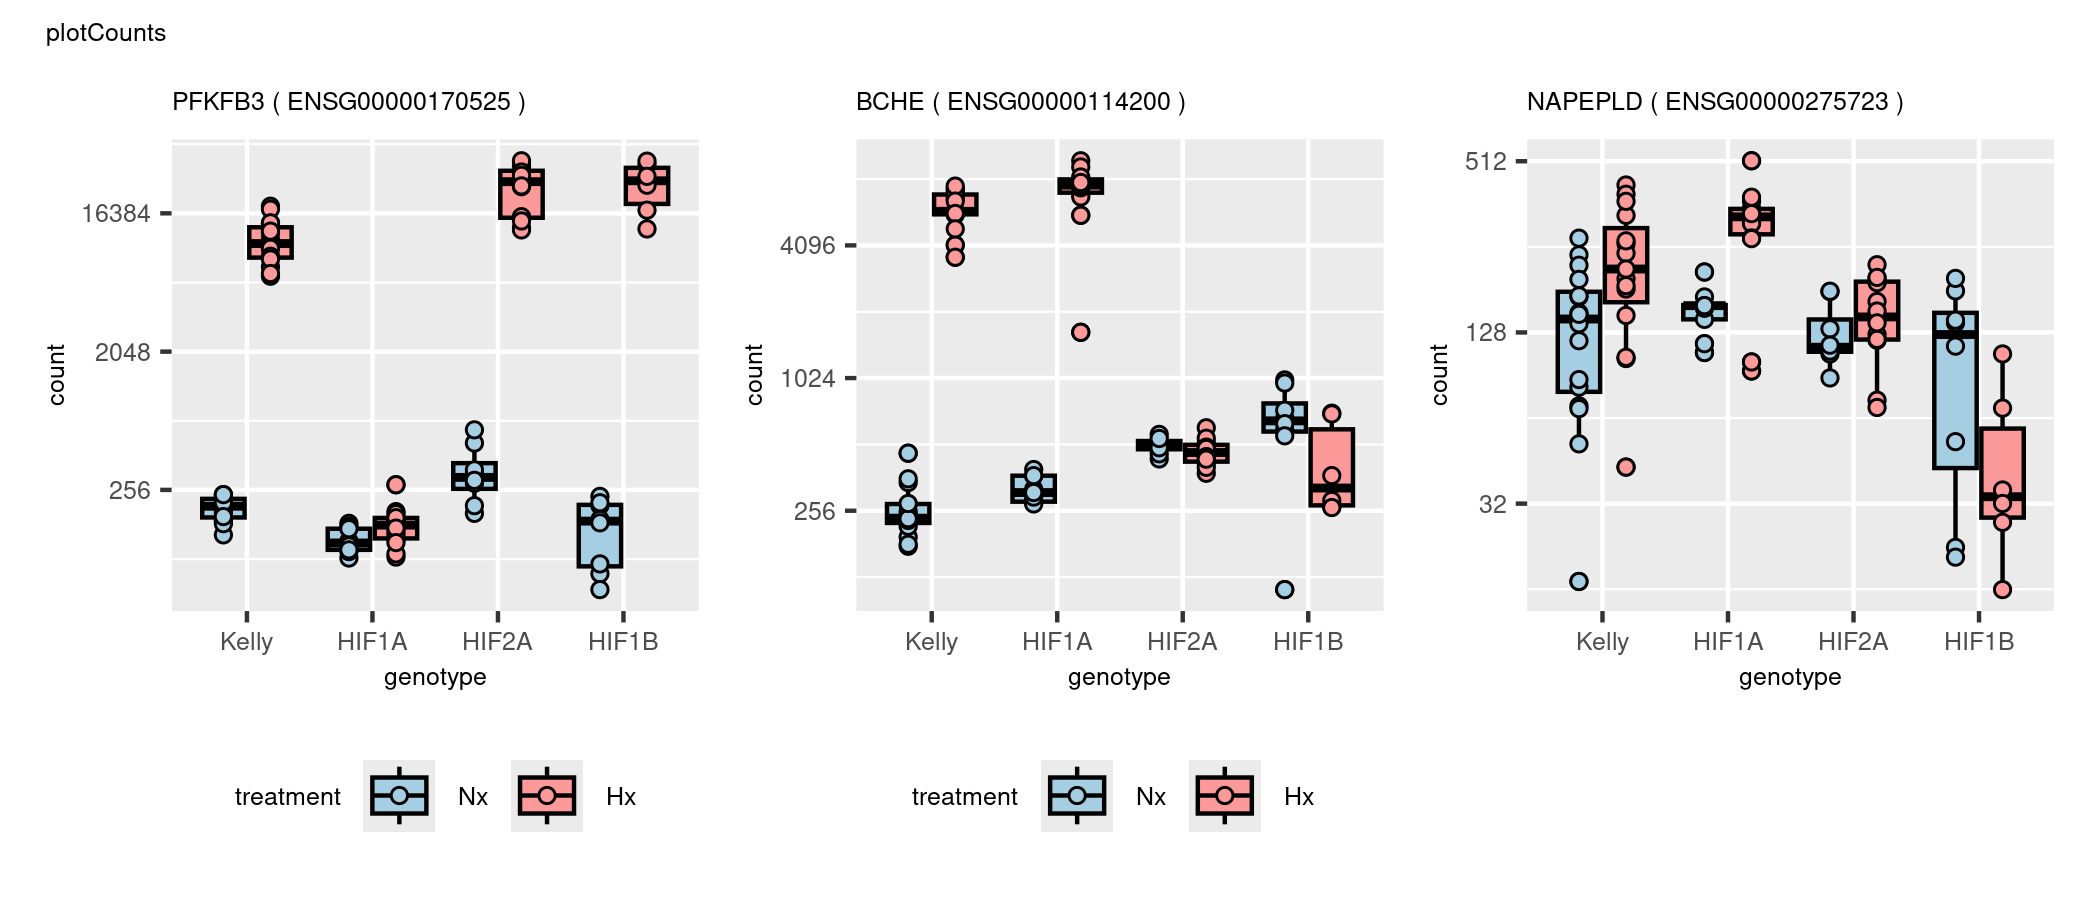 plotCounts
PFKFB3 ( ENSG00000170525 )
count
16384
2048
256
Kelly HIF1A HIF2A HIF1B
genotype
treatment Nx Hx
BCHE ( ENSG00000114200 )
count
4096
1024
256
Kelly HIF1A HIF2A HIF1B
genotype
treatment Nx Hx
NAPEPLD ( ENSG00000275723 )
count
512
128
32
Kelly HIF1A HIF2A HIF1B
genotype